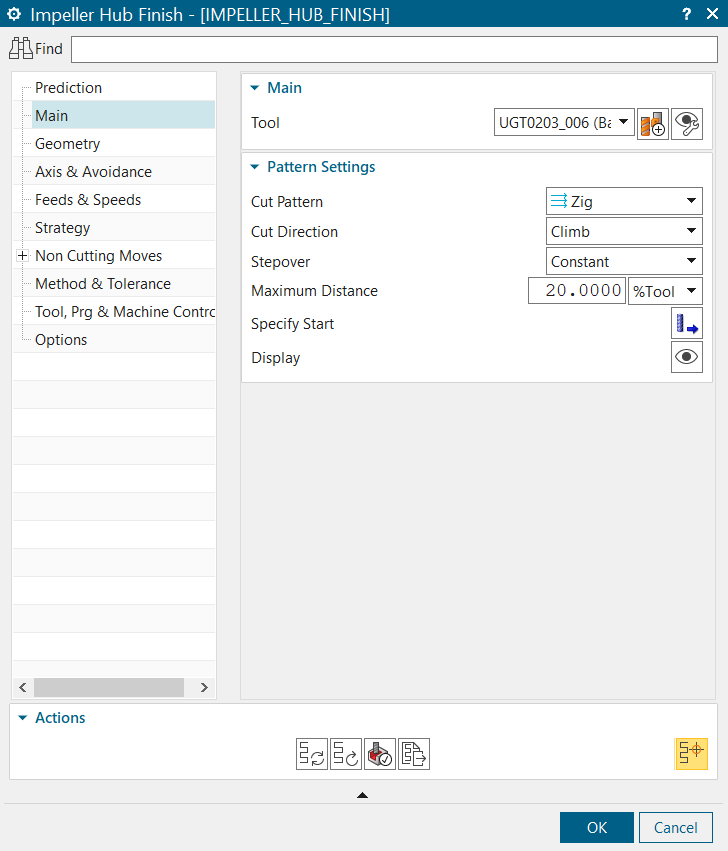 Impeller Hub Finish - [IMPELLER_HUB_FINISH] ?
Find
Prediction
Main
Geometry
Axis & Avoidance
Feeds & Speeds
Strategy
Non Cutting Moves
Method & Tolerance
Tool, Prg & Machine Contro
Options
Main
Tool UGT0203_006 (Ba
Pattern Settings
Cut Pattern Zig
Cut Direction Climb
Stepover Constant
Maximum Distance 20.0000 %Tool
Specify Start
Display
Actions
OK Cancel